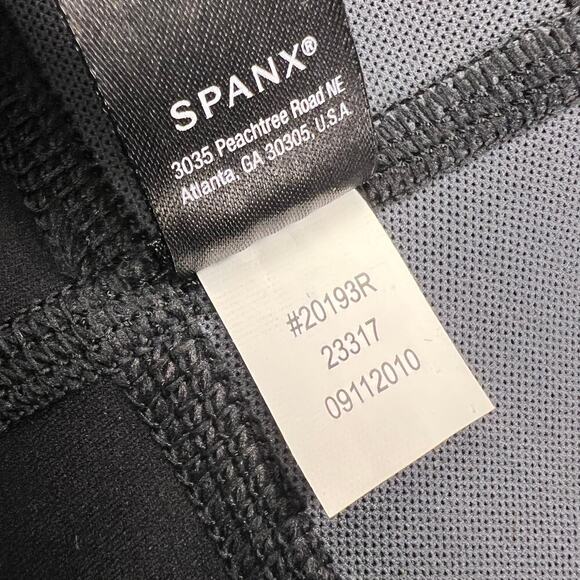 SPANX®
3035 Peachtree Road NE
Atlanta, GA 30305, U.S.A.
#20193R
23317
09112010